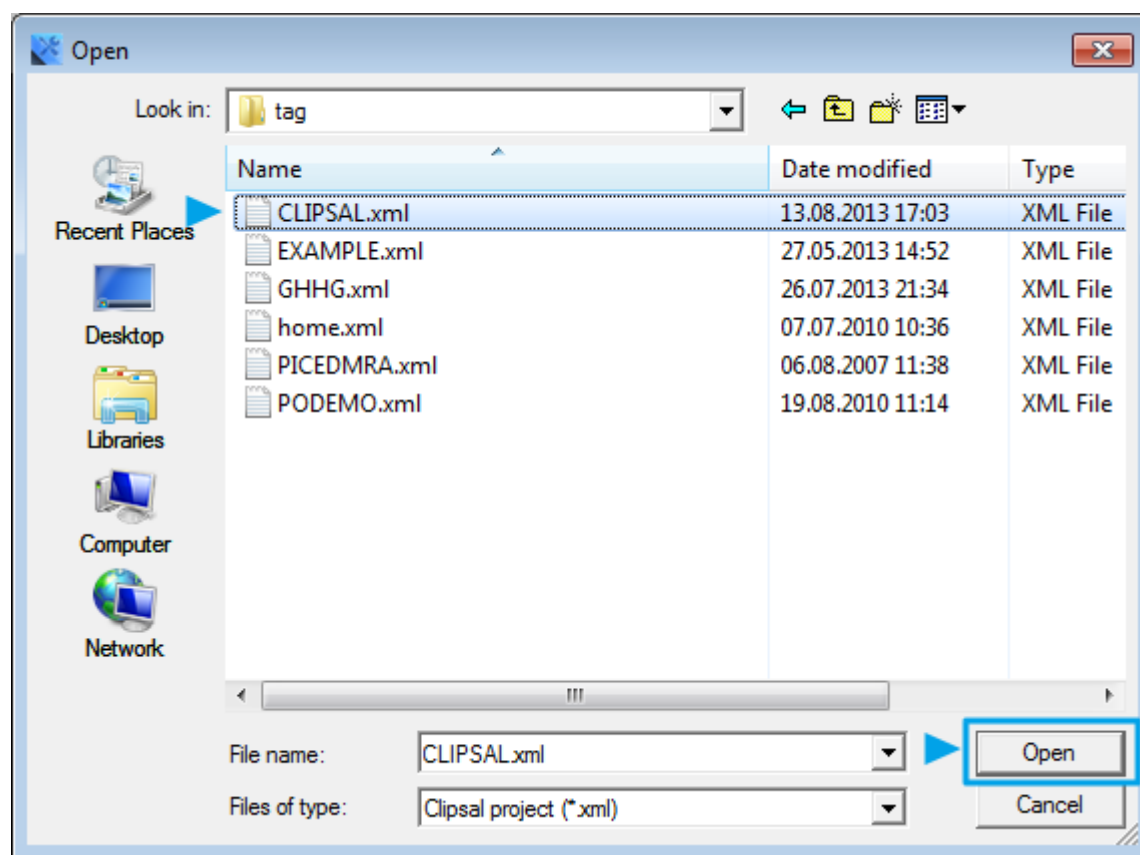 Open
Look in: tag
Name Date modified Type
CLIPSAL.xml 13.08.2013 17:03 XML File
Recent Places
EXAMPLE.xml 27.05.2013 14:52 XML File
GHHG.xml 26.07.2013 21:34 XML File
home.xml 07.07.2010 10:36 XML File
Desktop
PICEDMRA.xml 06.08.2007 11:38 XML File
PODEMO.xml 19.08.2010 11:14 XML File
Libraries
Computer
Network
File name: CLIPSAL.xml Open
Files of type: Clipsal project (*.xml) Cancel